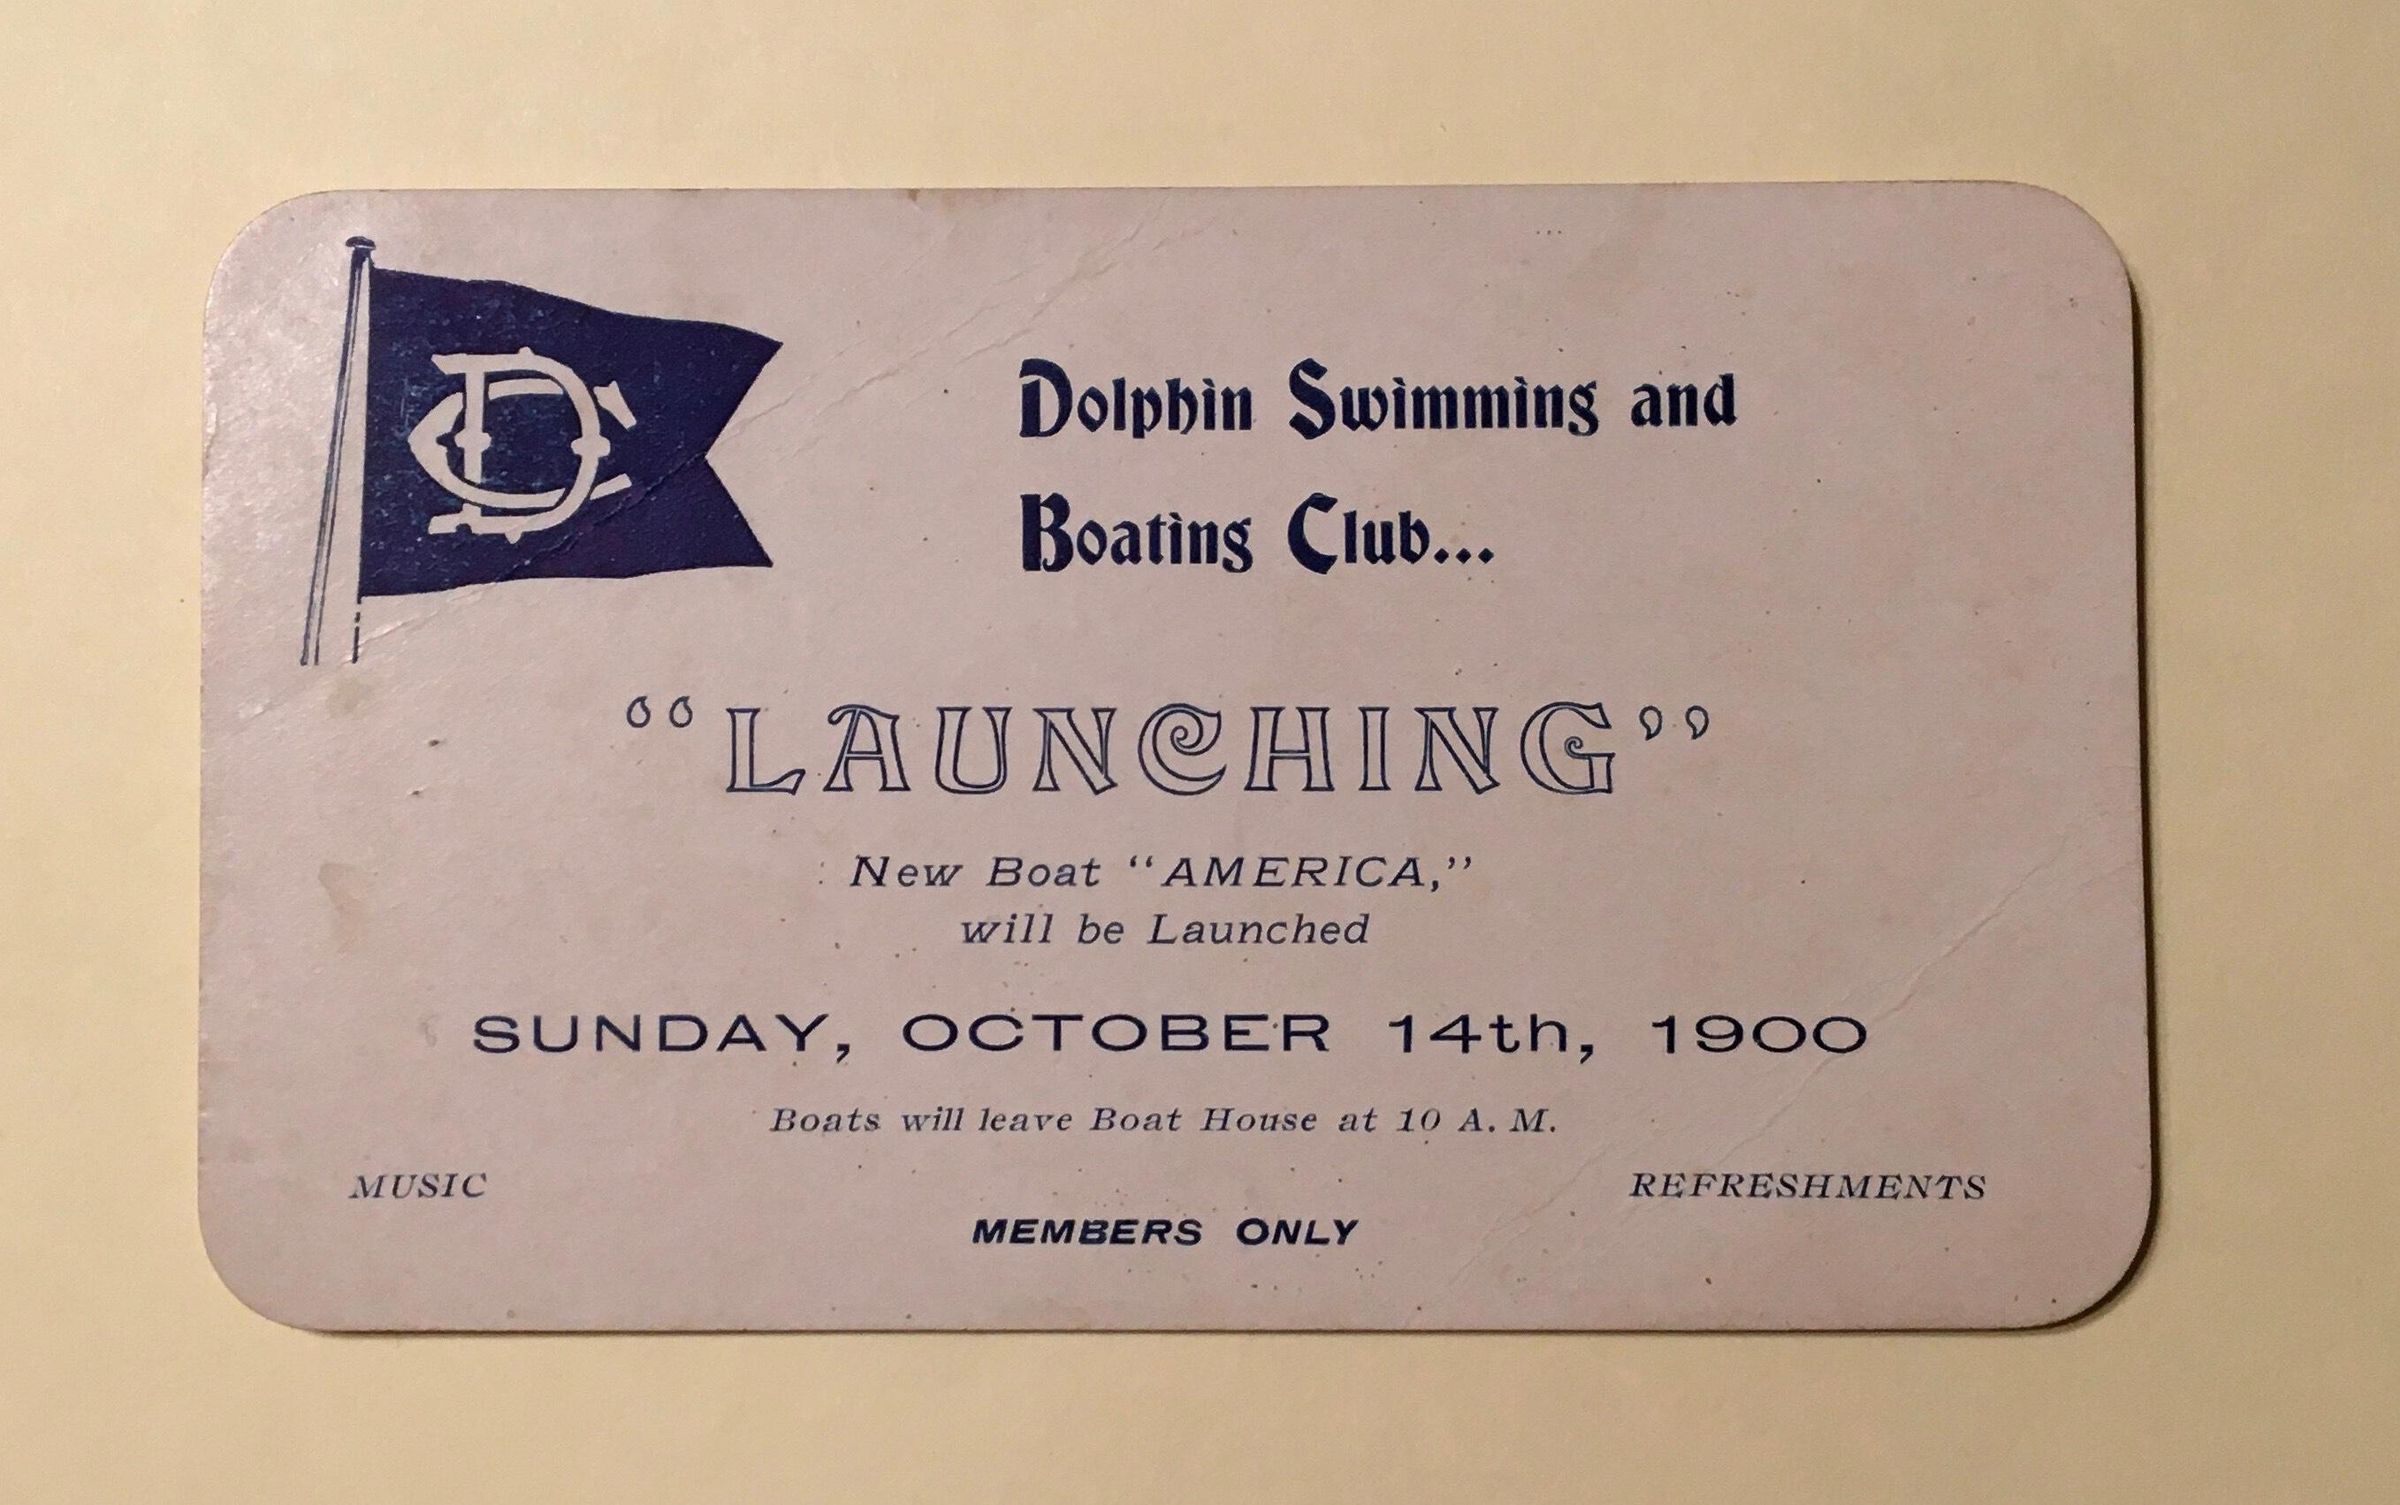 DC
Dolphin Swimming and
Boating Club...
"LAUNCHING"
New Boat "AMERICA,"
will be Launched
SUNDAY, OCTOBER 14th, 1900
Boats will leave Boat House at 10 A. M.
MUSIC REFRESHMENTS
MEMBERS ONLY